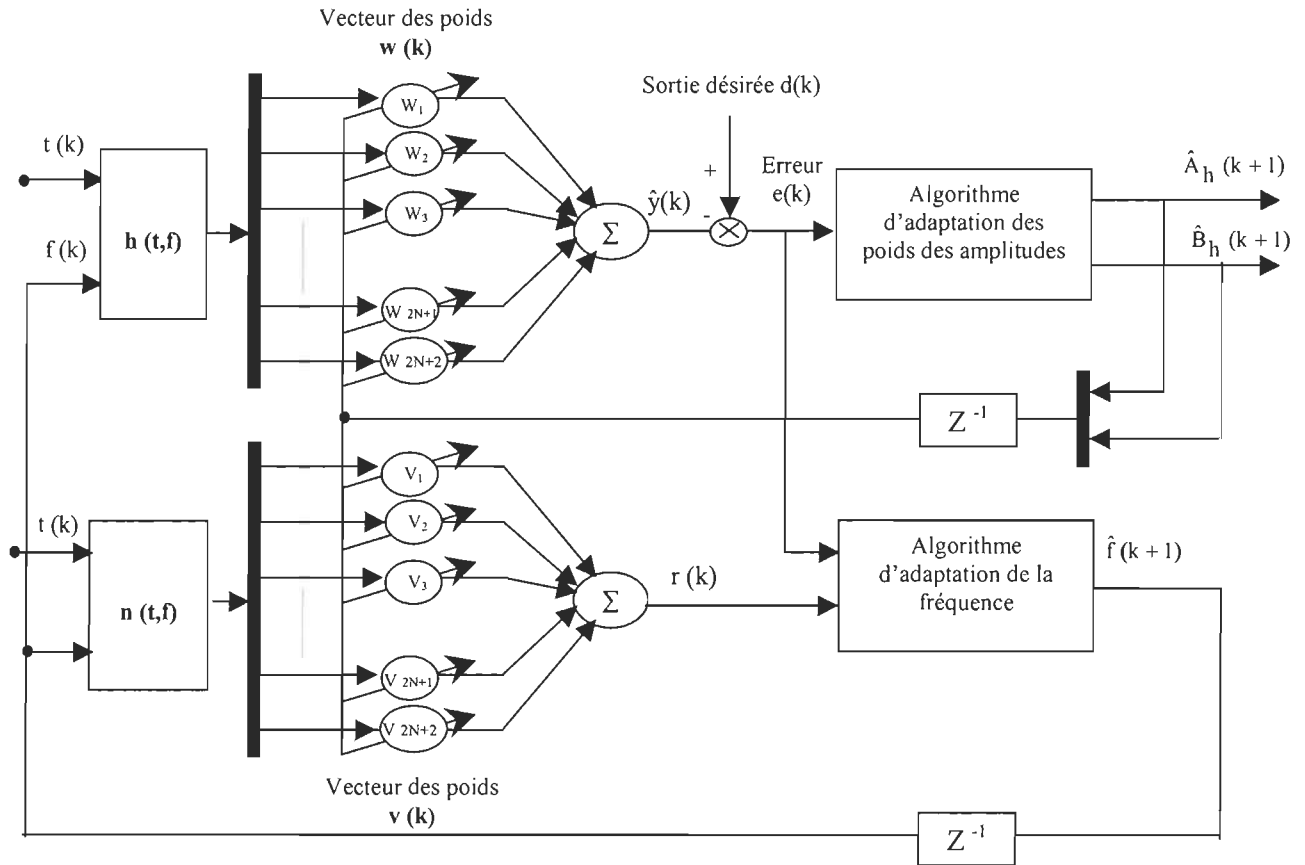 Vecteur des poids
w (k)
Sortie désirée d(k)
W1
t (k)
W2
+
Erreur
e(k)
Algorithme
d'adaptation des
poids des amplitudes
Âh (k + 1)
W3
h (t,f)
Σ
ŷ(k)
-
f (k)
B̂h (k+1)
W 2N+1
W 2N+2
Z -1
V1
t (k)
V2
Algorithme
d'adaptation de la
fréquence
f̂ (k + 1)
V3
n (t,f)
Σ
r (k)
V 2N+1
V 2N+2
Vecteur des poids
v (k)
Z -1